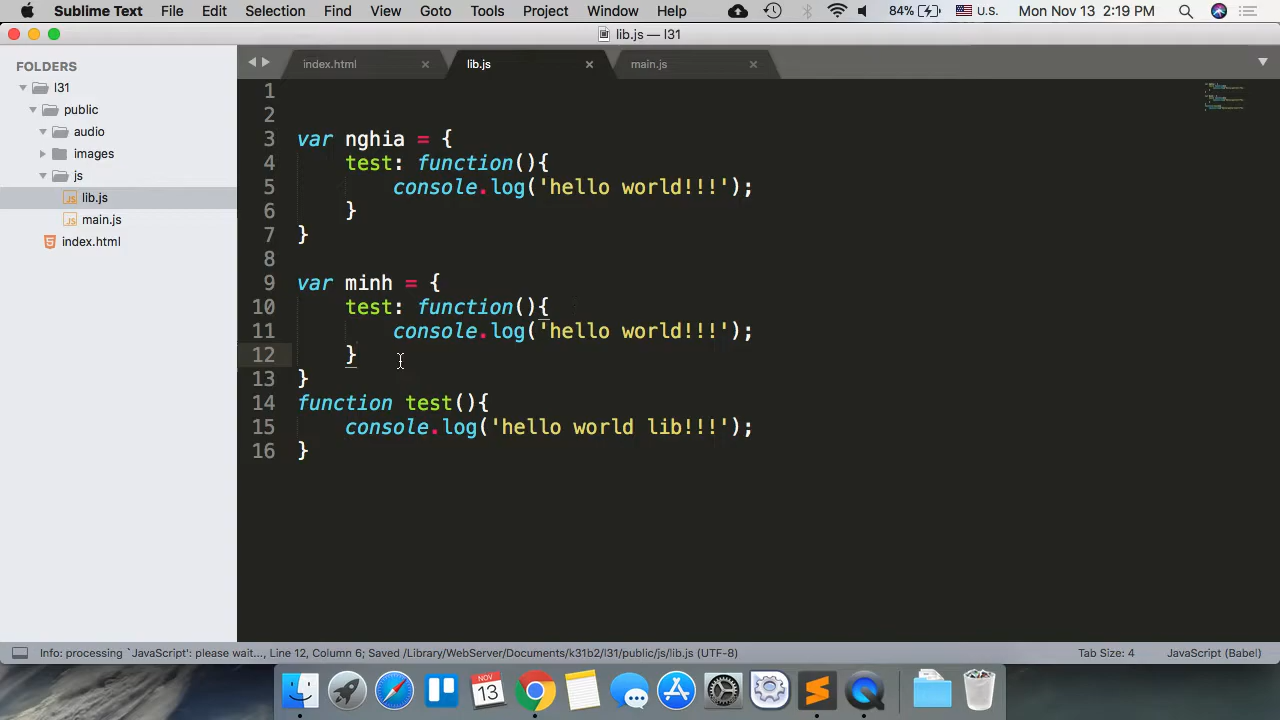 Sublime Text File Edit Selection Find View Goto Tools Project Window Help 84% U.S. Mon Nov 13 2:19 PM
lib.js — l31
FOLDERS
l31
public
audio
images
js
lib.js
main.js
index.html
index.html × lib.js × main.js ×
1
2
3 var nghia = {
4 test: function(){
5 console.log('hello world!!!');
6 }
7 }
8
9 var minh = {
10 test: function(){
11 console.log('hello world!!!');
12 }
13 }
14 function test(){
15 console.log('hello world lib!!!');
16 }
Info: processing `JavaScript': please wait..., Line 12, Column 6; Saved /Library/WebServer/Documents/k31b2/l31/public/js/lib.js (UTF-8) Tab Size: 4 JavaScript (Babel)
NOV
13